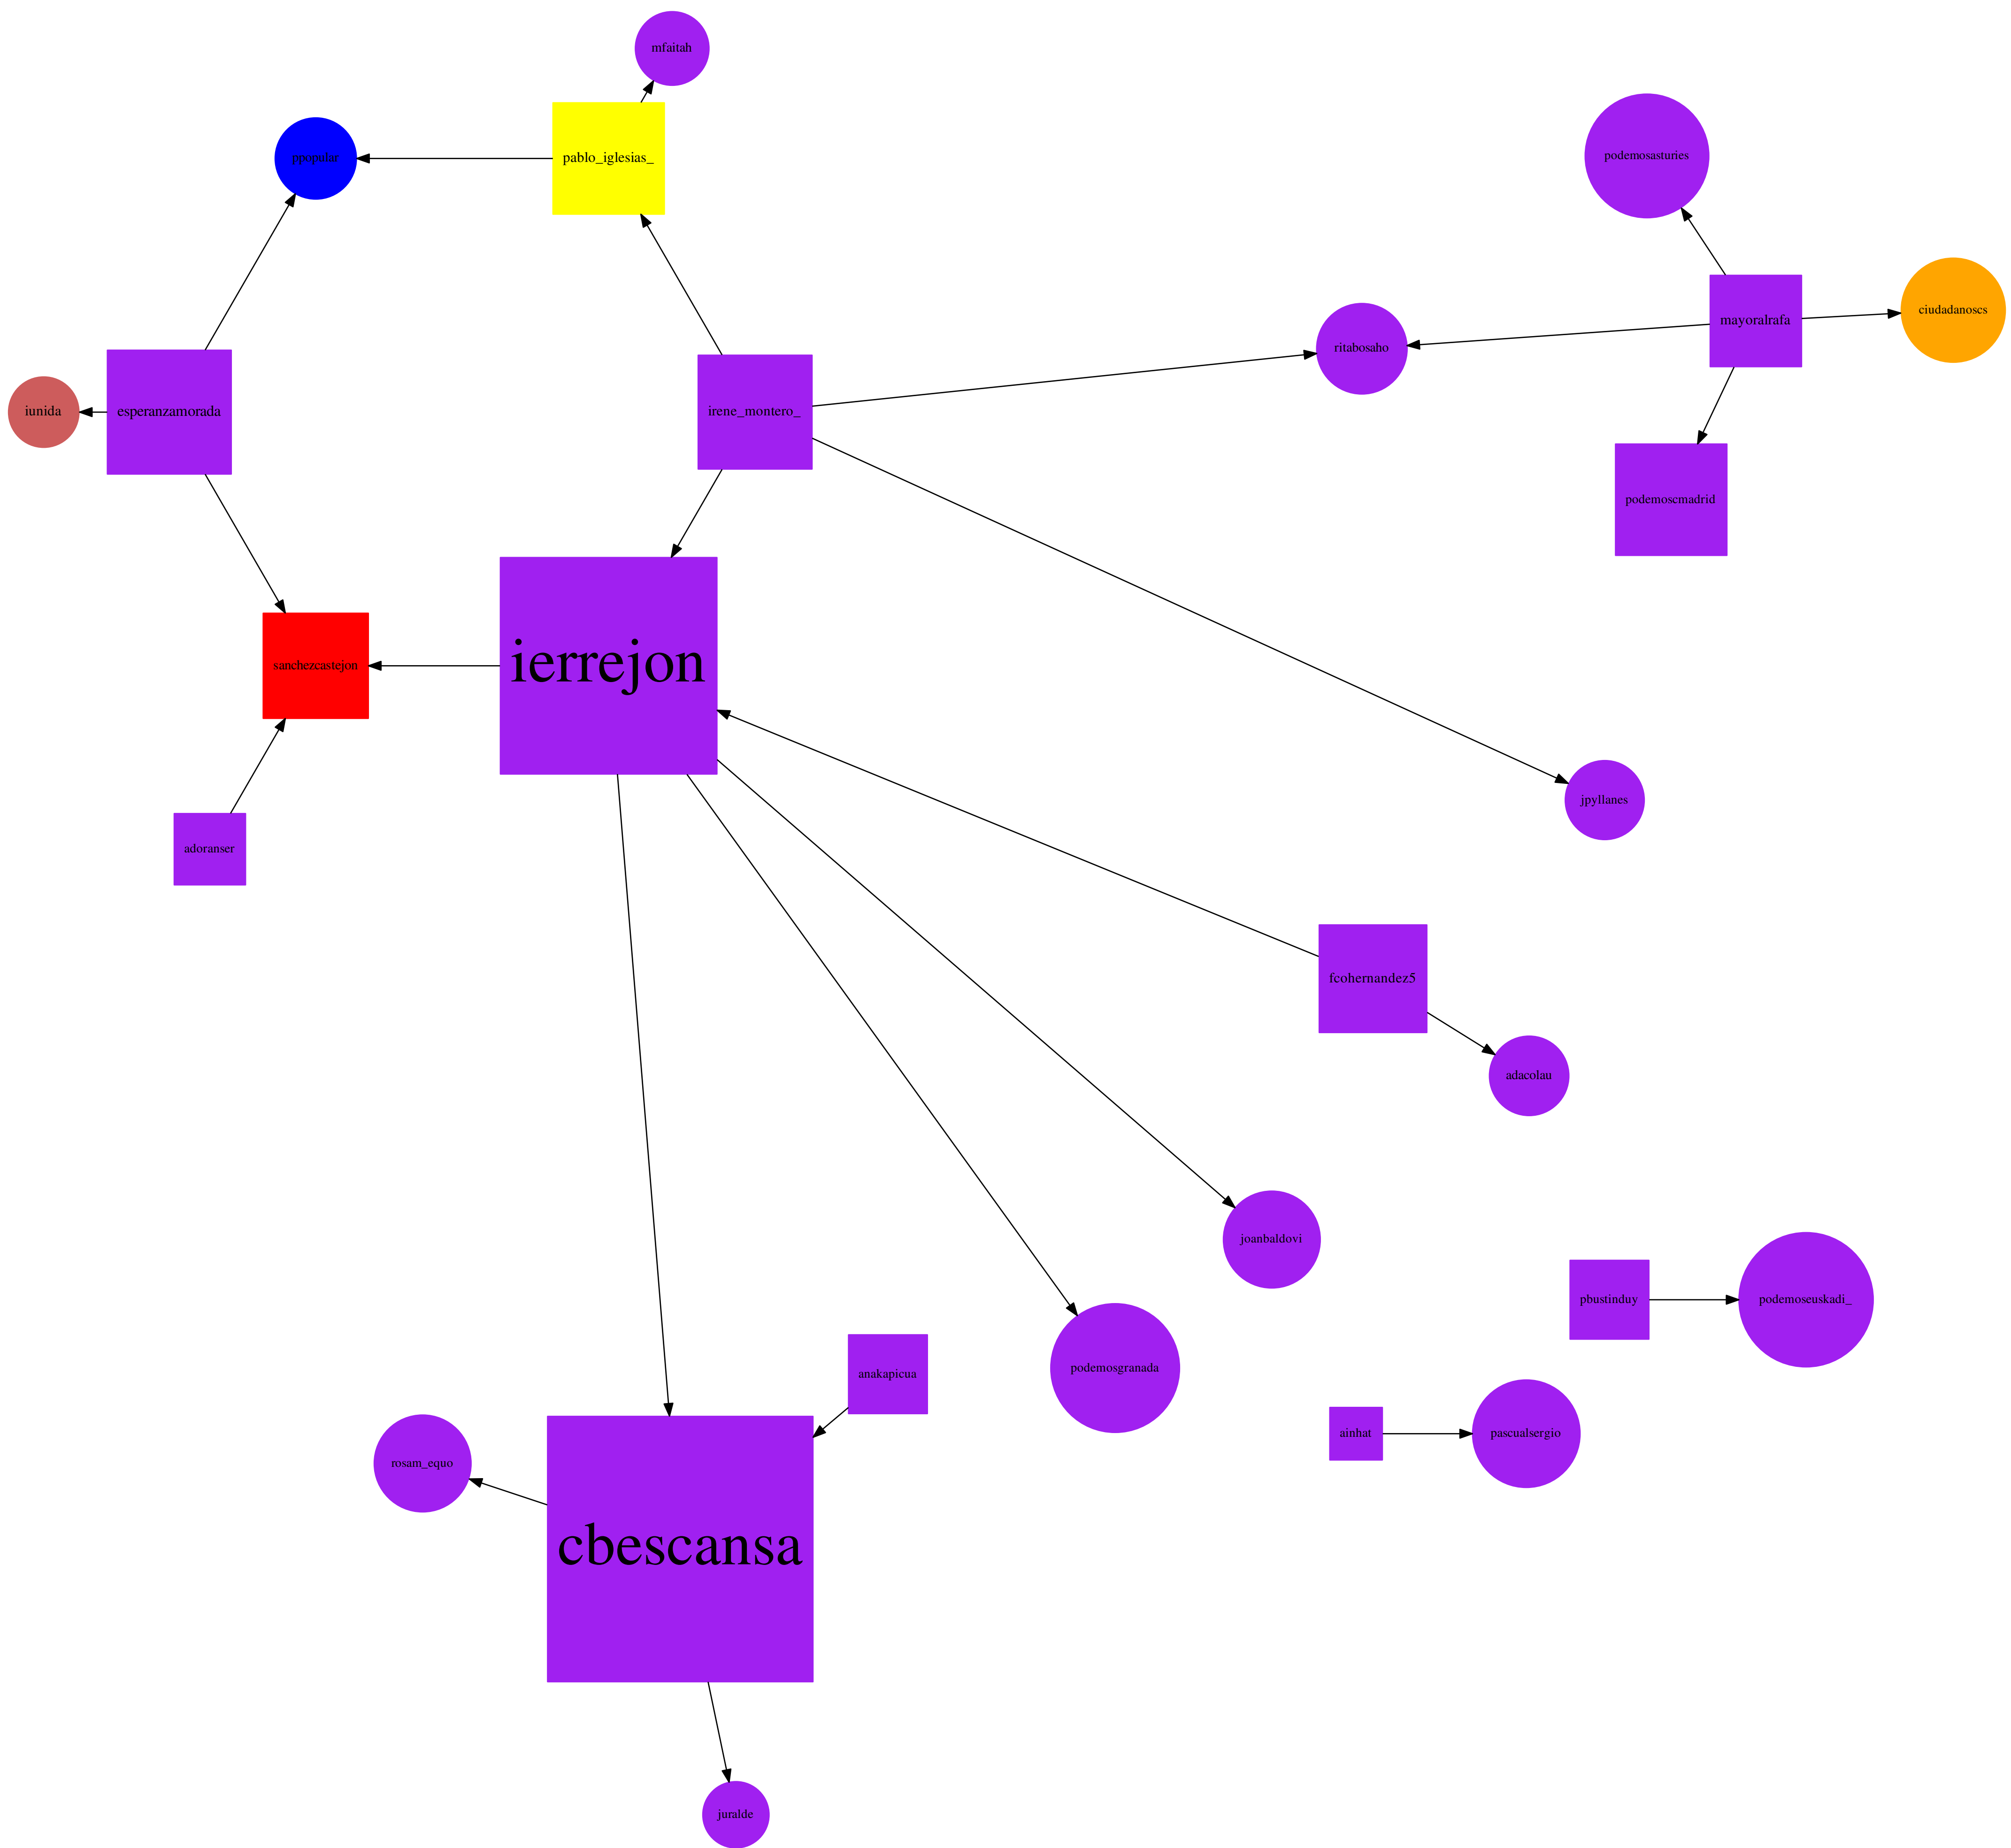 mfaitah
ppopular
pablo_iglesias_
podemosasturies
ciudadanoscs
mayoralrafa
ritabosaho
iunida
esperanzamorada
irene_montero_
podemoscmadrid
sanchezcastejon
ierrejon
jpyllanes
adoranser
fcohernandez5
adacolau
joanbaldovi
pbustinduy
podemoseuskadi_
podemosgranada
anakapicua
ainhat
pascualsergio
rosam_equo
cbescansa
juralde